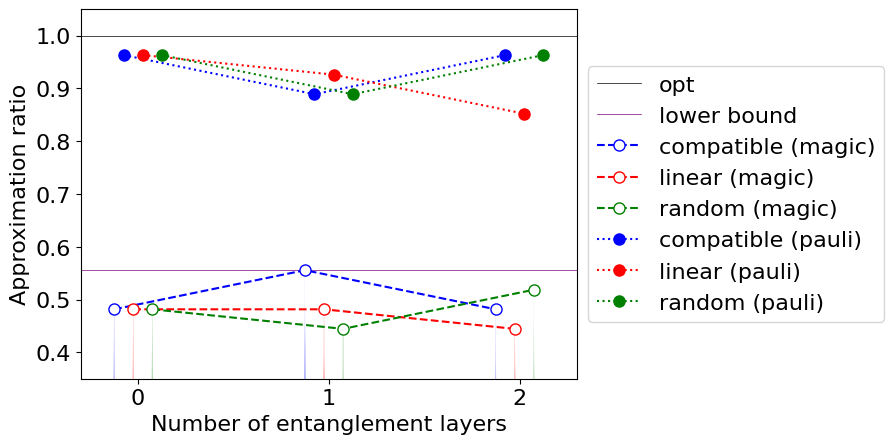 1.0
0.9
0.8
0.7
0.6
0.5
0.4
Approximation ratio
0 1 2
Number of entanglement layers
opt
lower bound
compatible (magic)
linear (magic)
random (magic)
compatible (pauli)
linear (pauli)
random (pauli)